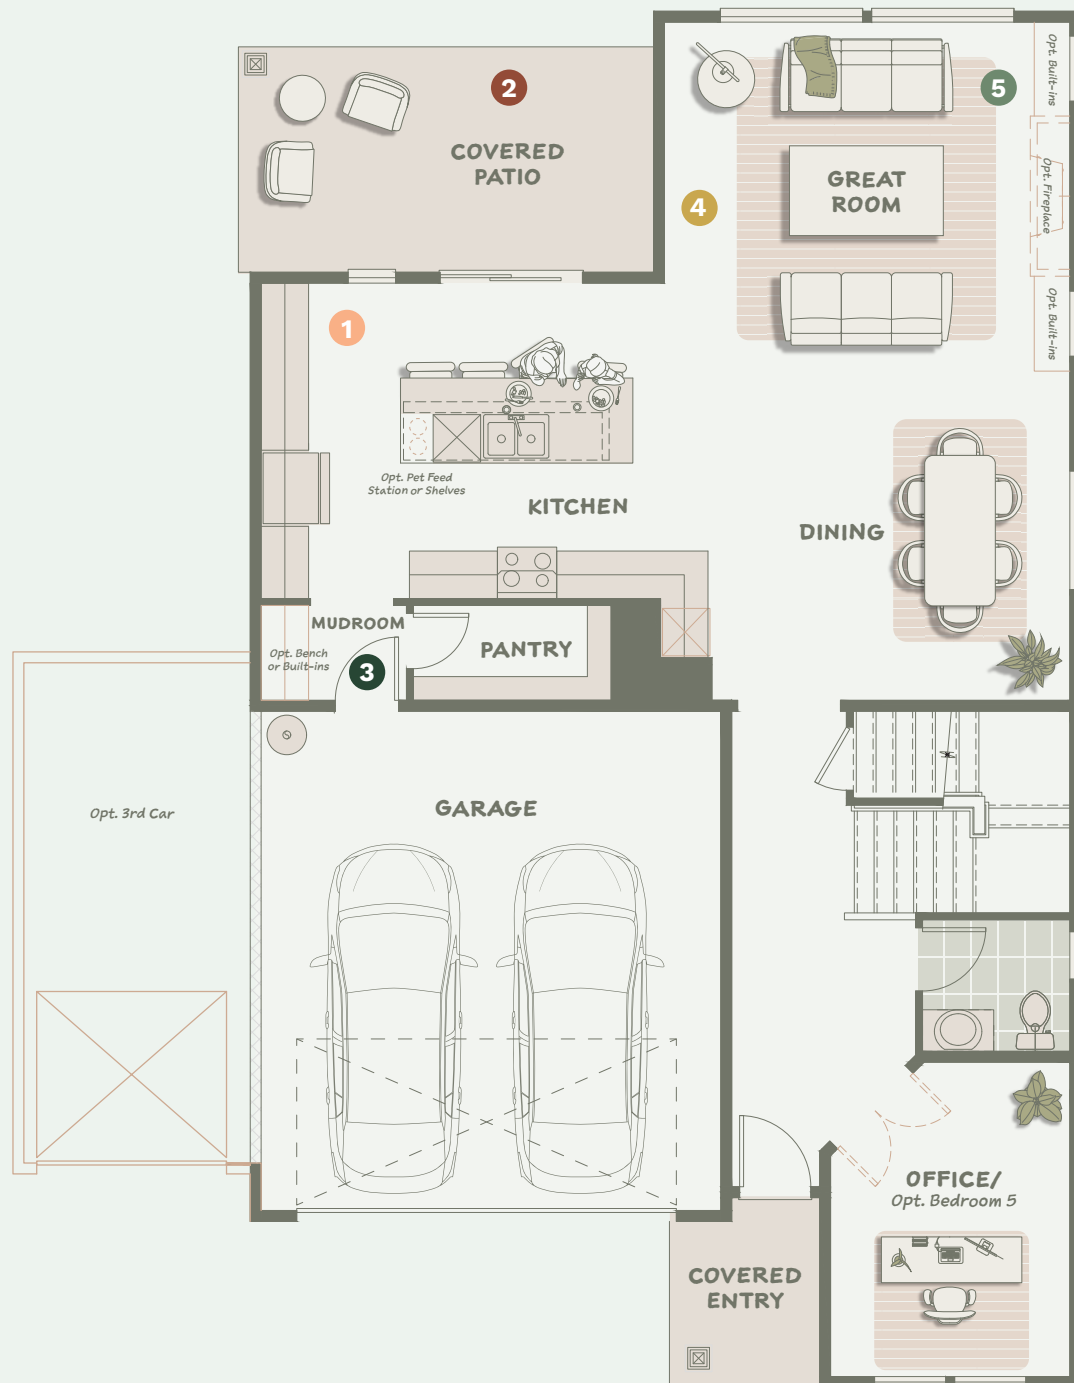 2
COVERED
PATIO
5
Opt. Built-ins
GREAT
ROOM
Opt. Fireplace
4
Opt. Built-ins
1
Opt. Pet Feed
Station or Shelves
KITCHEN
DINING
MUDROOM
Opt. Bench
or Built-ins
3
PANTRY
GARAGE
Opt. 3rd Car
OFFICE/
Opt. Bedroom 5
COVERED
ENTRY